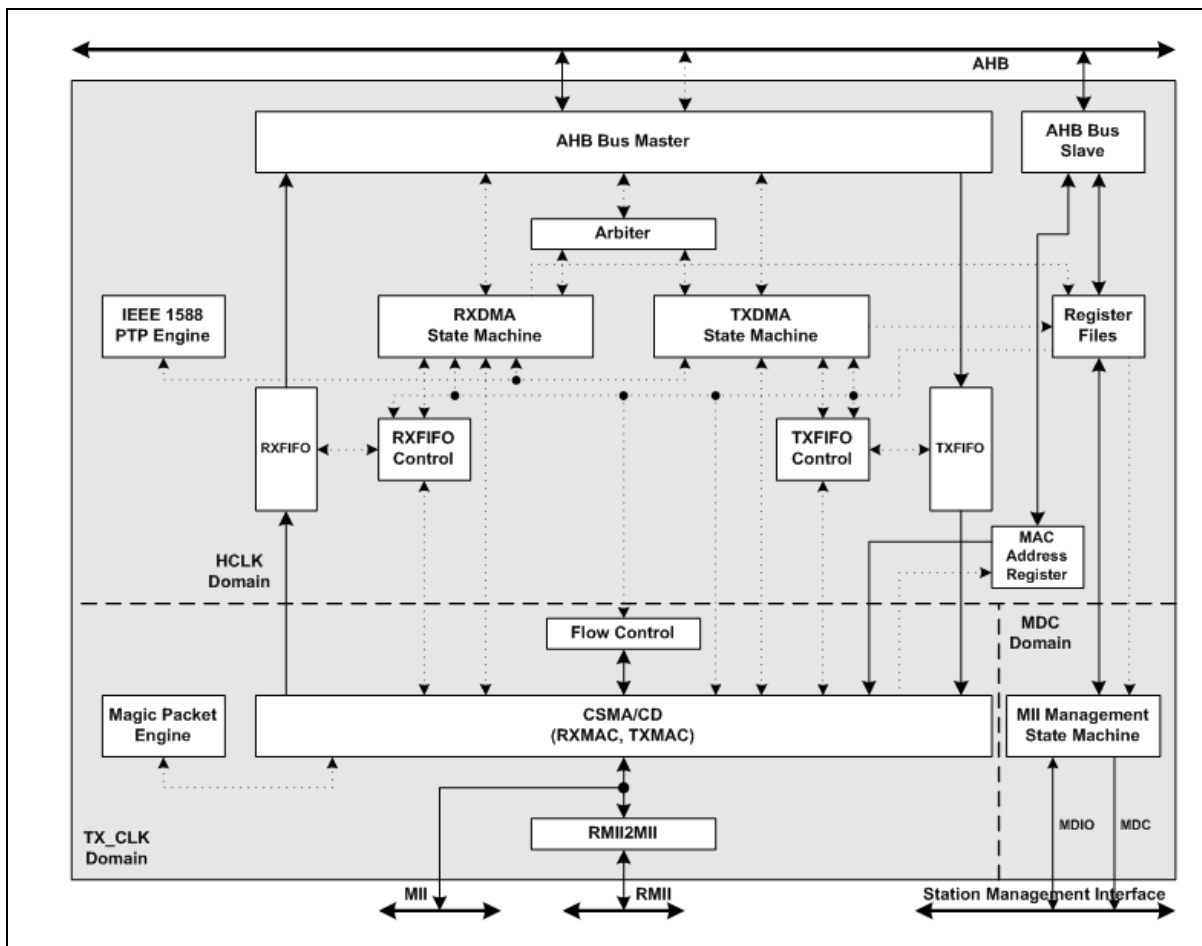 AHB
AHB Bus Master
AHB Bus
Slave
Arbiter
IEEE 1588
PTP Engine
RXDMA
State Machine
TXDMA
State Machine
Register
Files
RXFIFO
RXFIFO
Control
TXFIFO
Control
TXFIFO
HCLK
Domain
MAC
Address
Register
Flow Control
MDC
Domain
Magic Packet
Engine
CSMA/CD
(RXMAC, TXMAC)
MII Management
State Machine
TX_CLK
Domain
RMII2MII
MDIO
MDC
MII
RMII
Station Management Interface